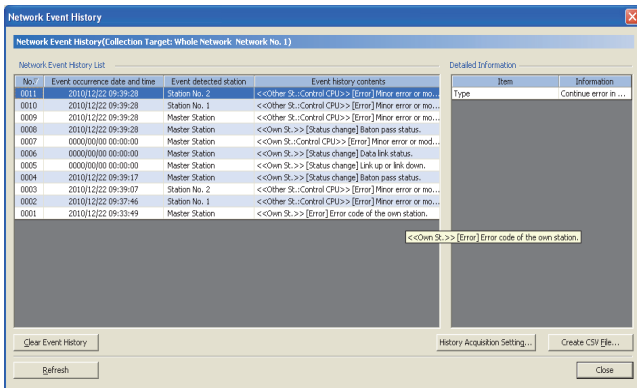 Network Event History
Network Event History(Collection Target: Whole Network Network No. 1)
Network Event History List
Detailed Information
No. Event occurrence date and time Event detected station Event history contents
Item Information
0011 2010/12/22 09:39:28 Station No. 2 <<Other St.:Control CPU>> [Error] Minor error or mo...
Type Continue error in ...
0010 2010/12/22 09:39:28 Station No. 1 <<Other St.:Control CPU>> [Error] Minor error or mo...
0009 2010/12/22 09:39:28 Master Station <<Other St.:Control CPU>> [Error] Minor error or mo...
0008 2010/12/22 09:39:28 Master Station <<Own St.>> [Status change] Baton pass status.
0007 0000/00/00 00:00:00 Master Station <<Own St.:Control CPU>> [Error] Minor error or mod...
0006 0000/00/00 00:00:00 Master Station <<Own St.>> [Status change] Data link status.
0005 0000/00/00 00:00:00 Master Station <<Own St.>> [Status change] Link up or link down.
0004 2010/12/22 09:39:17 Master Station <<Own St.>> [Status change] Baton pass status.
0003 2010/12/22 09:39:07 Station No. 2 <<Other St.:Control CPU>> [Error] Minor error or mo...
0002 2010/12/22 09:37:46 Station No. 1 <<Other St.:Control CPU>> [Error] Minor error or mo...
0001 2010/12/22 09:33:49 Master Station <<Own St.>> [Error] Error code of the own station.
<<Own St.>> [Error] Error code of the own station.
Clear Event History
History Acquisition Setting...
Create CSV File...
Refresh
Close